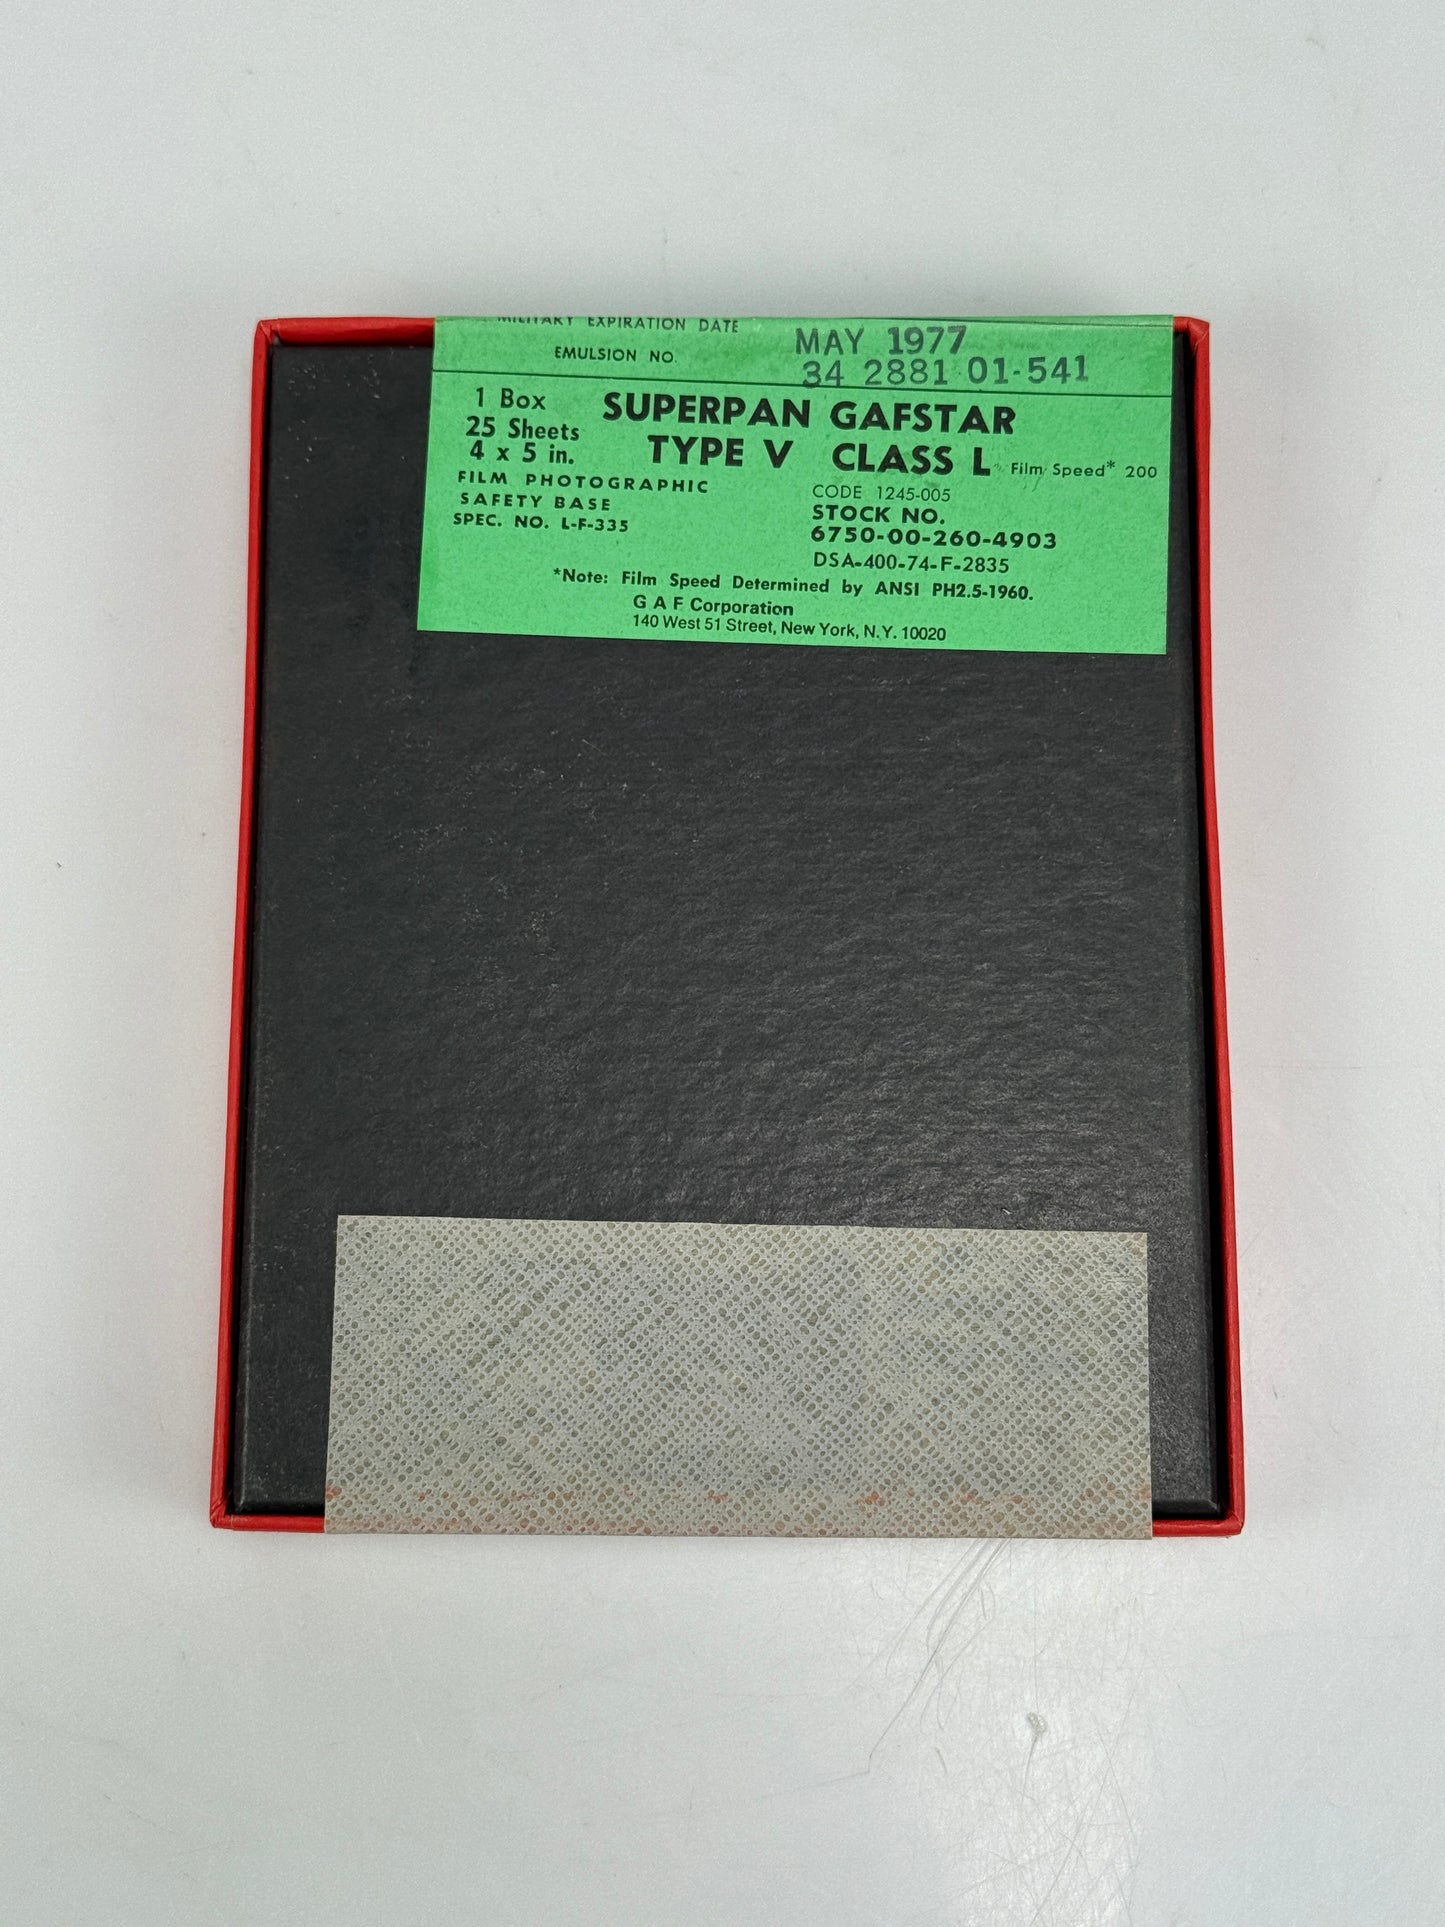 MILITARY EXPIRATION DATE MAY 1977
EMULSION NO. 34 2881 01-541
1 Box
25 Sheets
4 x 5 in.
SUPERPAN GAFSTAR
TYPE V CLASS L Film Speed* 200
FILM PHOTOGRAPHIC
SAFETY BASE
SPEC. NO. L-F-335
CODE 1245-005
STOCK NO.
6750-00-260-4903
DSA-400-74-F-2835
*Note: Film Speed Determined by ANSI PH2.5-1960.
G A F Corporation
140 West 51 Street, New York, N.Y. 10020